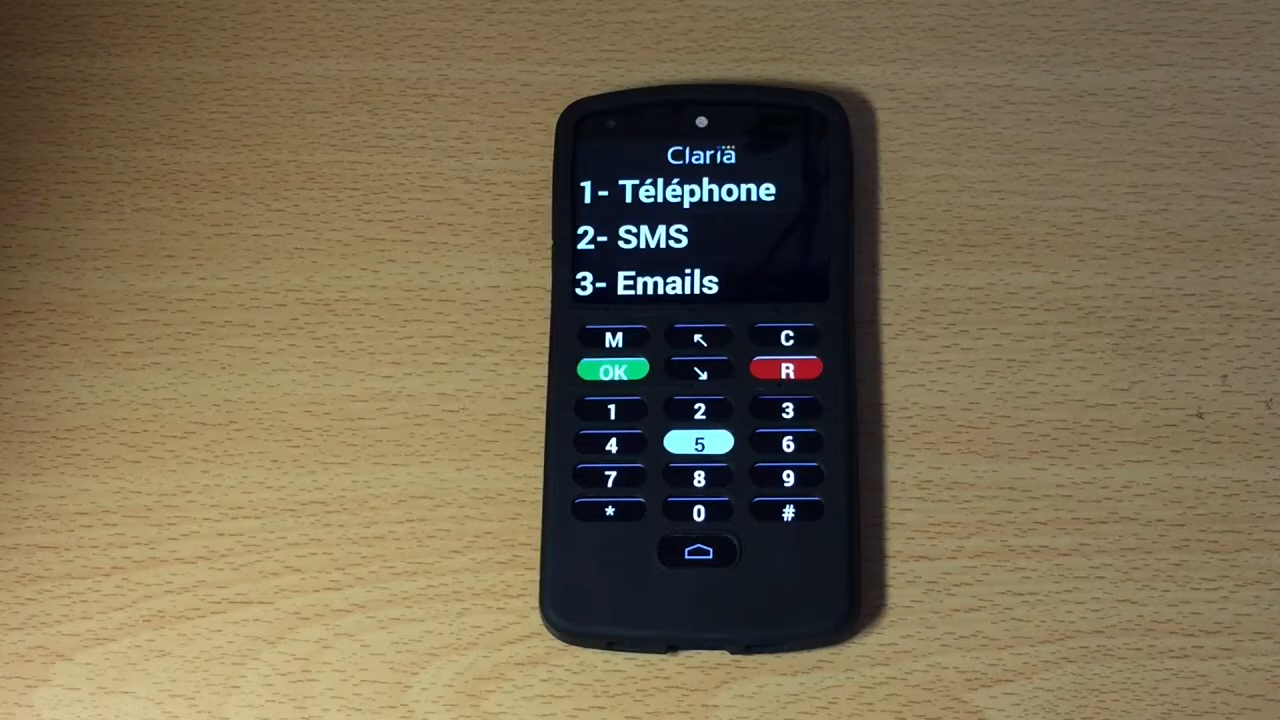 Claria
1- Téléphone
2- SMS
3- Emails
M ↖ C
OK ↘ R
1 2 3
4 5 6
7 8 9
* 0 #